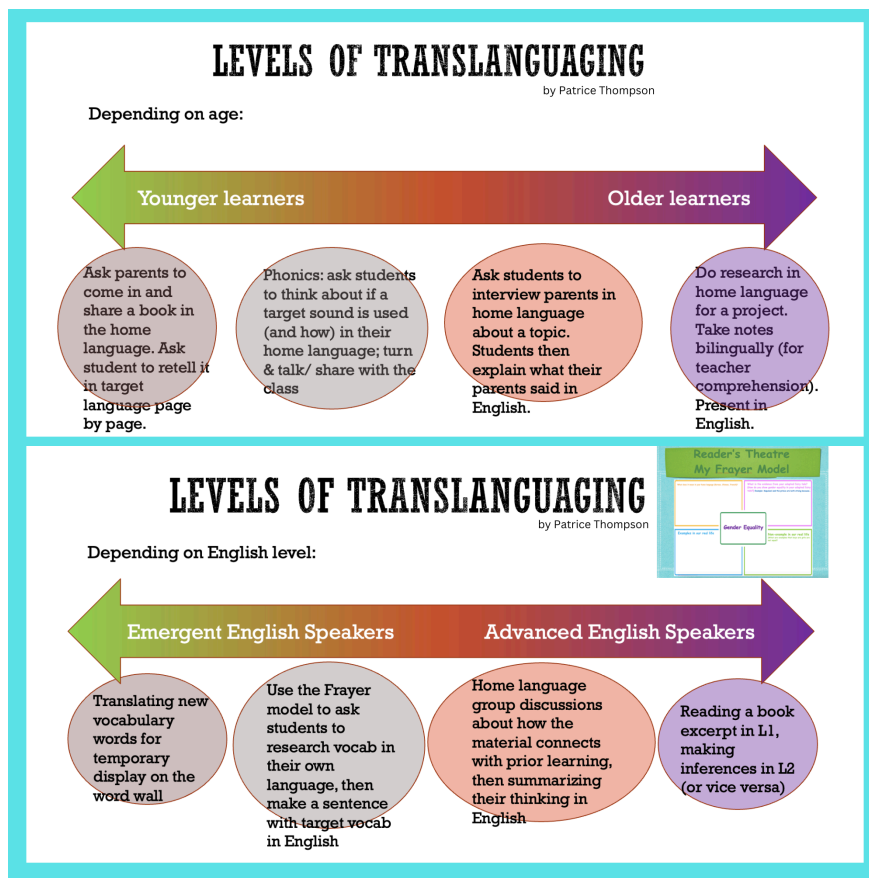 LEVELS OF TRANSLANGUAGING
by Patrice Thompson
Depending on age:
Younger learners
Older learners
Ask parents to
come in and
share a book in
the home
language. Ask
student to retell it
in target
language page
by page.
Phonics: ask students
to think about if a
target sound is used
(and how) in their
home language; turn
& talk/ share with the
class
Ask students to
interview parents in
home language
about a topic.
Students then
explain what their
parents said in
English.
Do research in
home language
for a project.
Take notes
bilingually (for
teacher
comprehension).
Present in
English.
Reader's Theatre
My Frayer Model
Gender Equality
LEVELS OF TRANSLANGUAGING
by Patrice Thompson
Depending on English level:
Emergent English Speakers
Advanced English Speakers
Translating new
vocabulary
words for
temporary
display on the
word wall
Use the Frayer
model to ask
students to
research vocab in
their own
language, then
make a sentence
with target vocab
in English
Home language
group discussions
about how the
material connects
with prior learning,
then summarizing
their thinking in
English
Reading a book
excerpt in L1,
making
inferences in L2
(or vice versa)